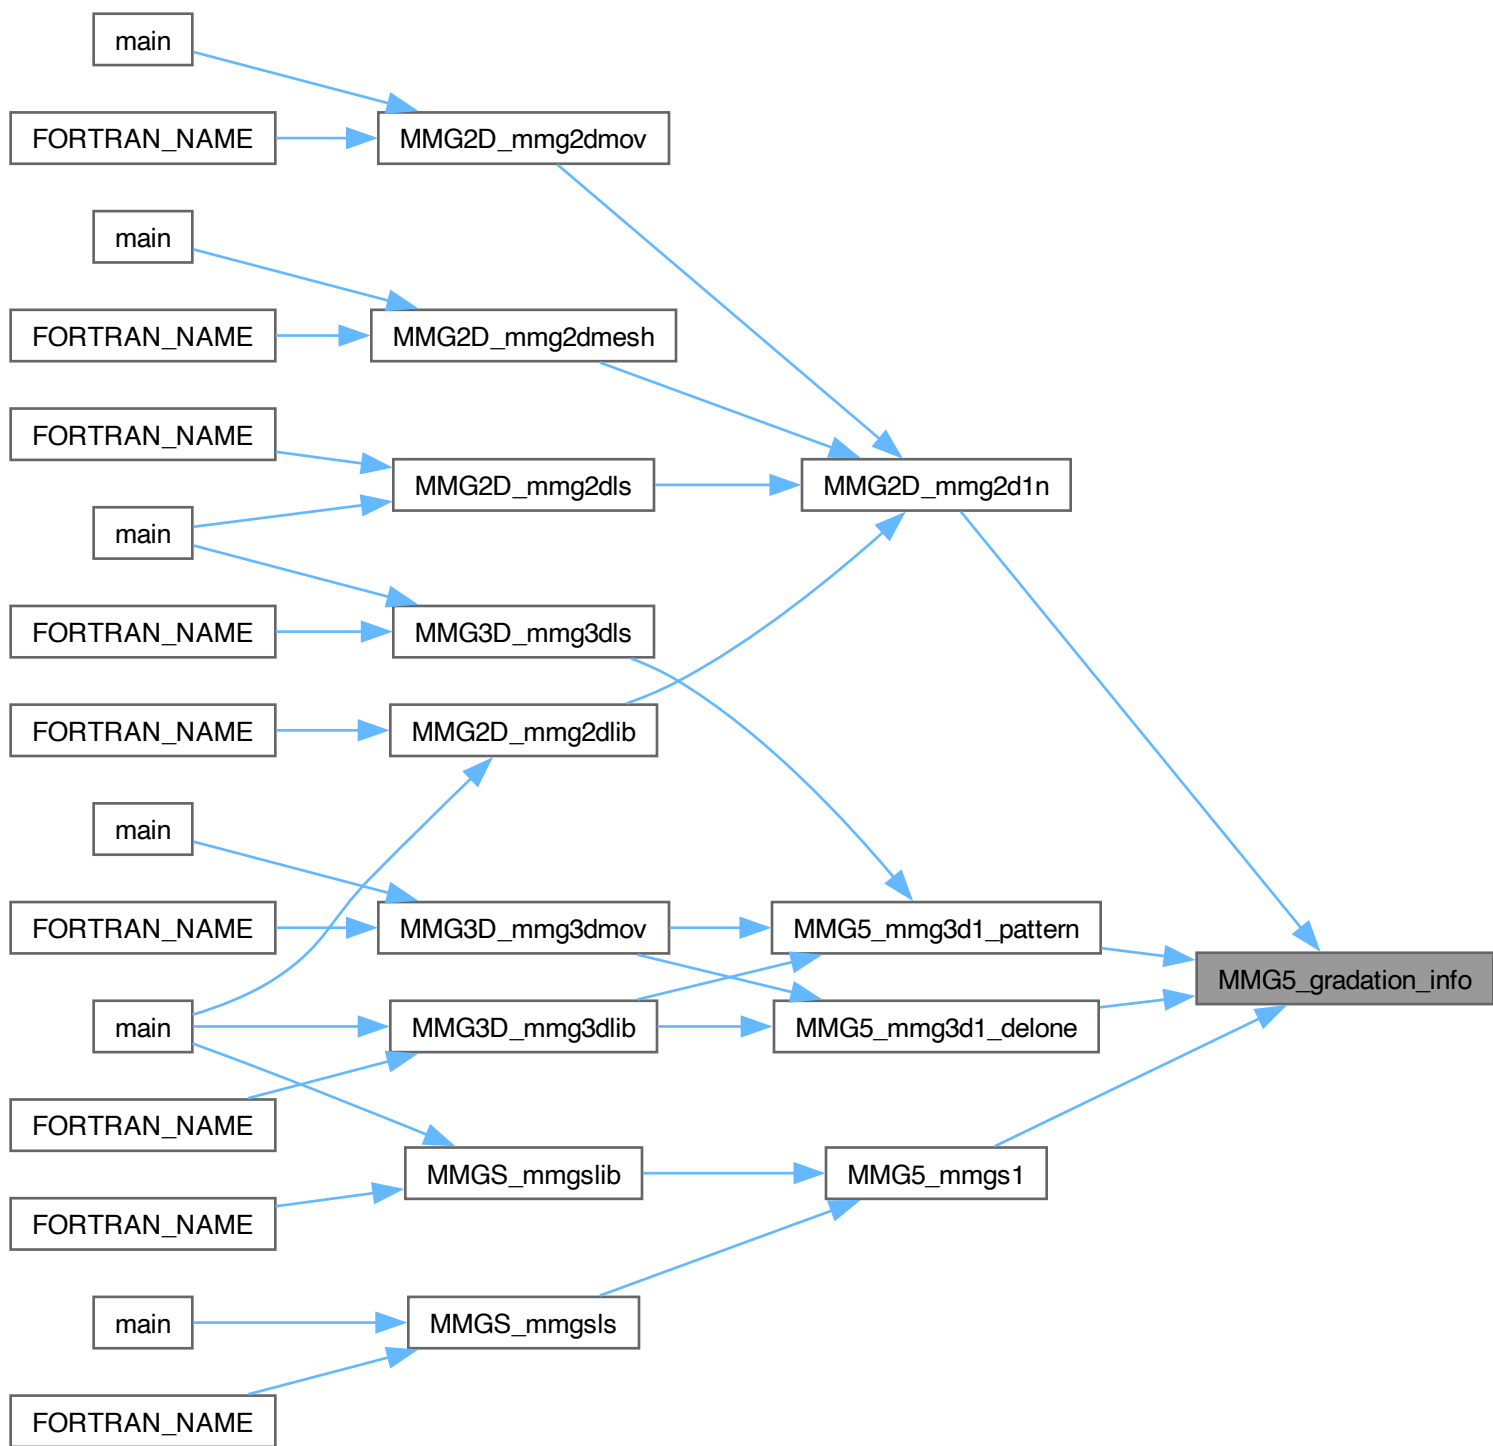 main
FORTRAN_NAME
MMG2D_mmg2dmov
main
FORTRAN_NAME
MMG2D_mmg2dmesh
FORTRAN_NAME
MMG2D_mmg2dls
MMG2D_mmg2d1n
main
FORTRAN_NAME
MMG3D_mmg3dls
FORTRAN_NAME
MMG2D_mmg2dlib
main
FORTRAN_NAME
MMG3D_mmg3dmov
MMG5_mmg3d1_pattern
MMG5_gradation_info
main
MMG3D_mmg3dlib
MMG5_mmg3d1_delone
FORTRAN_NAME
MMGS_mmgslib
MMG5_mmgs1
FORTRAN_NAME
main
MMGS_mmgsls
FORTRAN_NAME